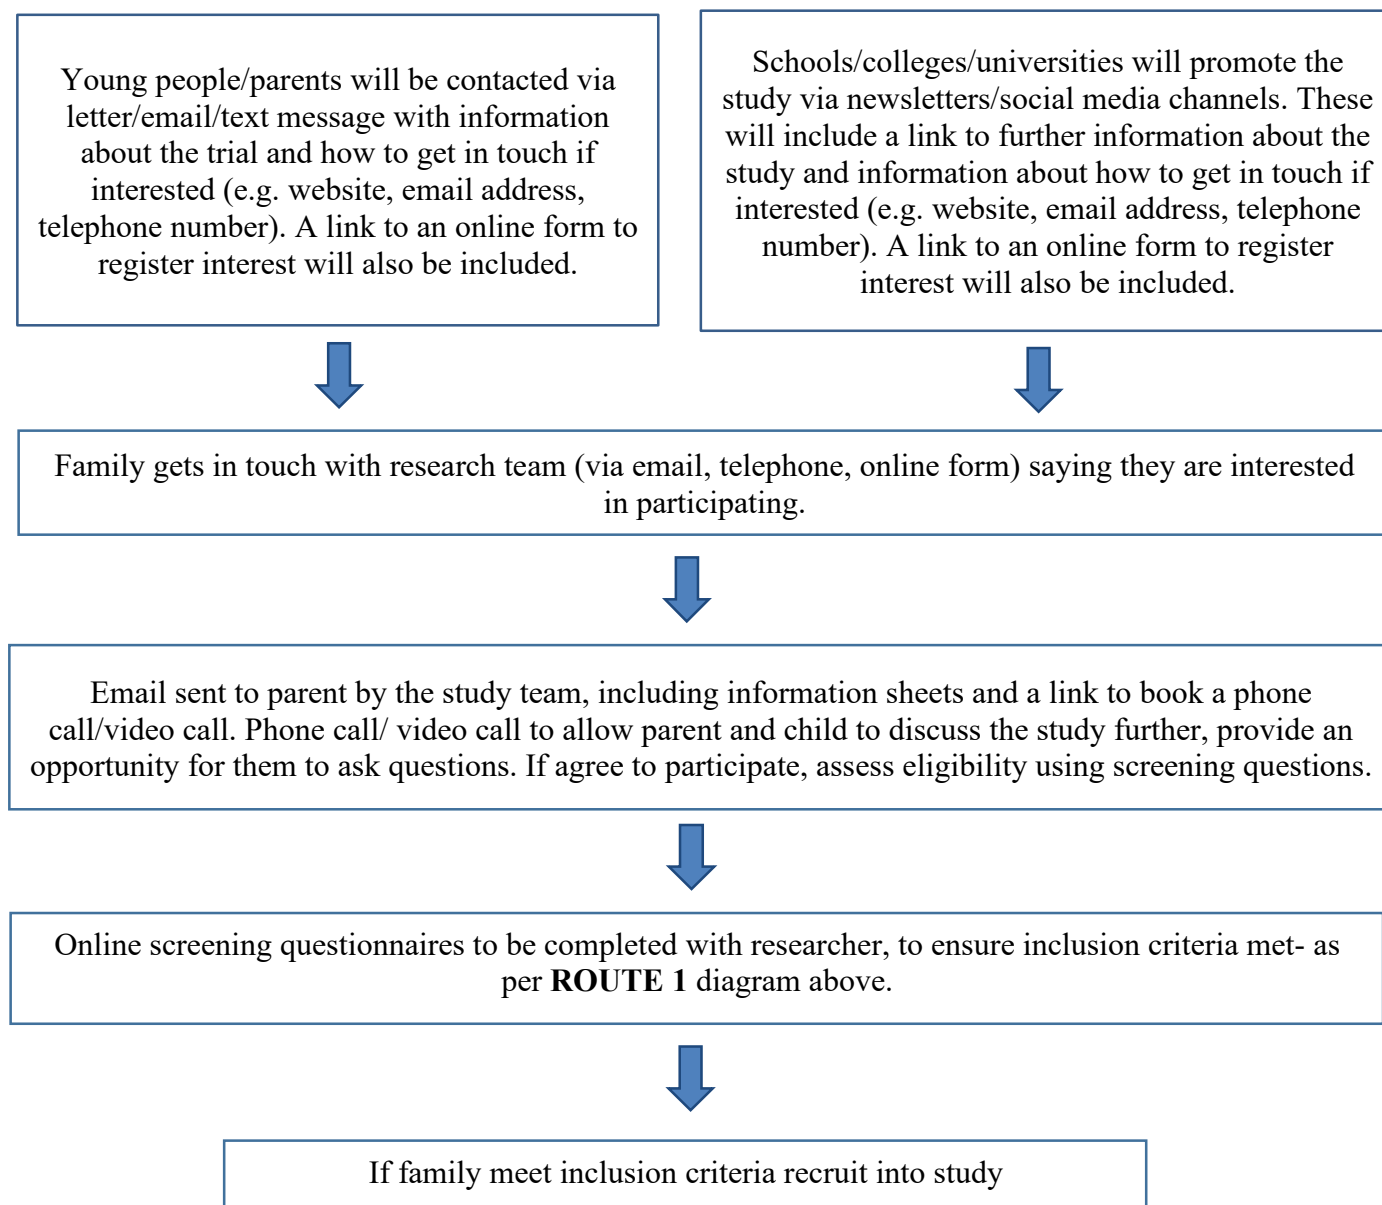 Young people/parents will be contacted via
letter/email/text message with information
about the trial and how to get in touch if
interested (e.g. website, email address,
telephone number). A link to an online form to
register interest will also be included.
Schools/colleges/universities will promote the
study via newsletters/social media channels. These
will include a link to further information about the
study and information about how to get in touch if
interested (e.g. website, email address, telephone
number). A link to an online form to register
interest will also be included.
Family gets in touch with research team (via email, telephone, online form) saying they are interested
in participating.
Email sent to parent by the study team, including information sheets and a link to book a phone
call/video call. Phone call/ video call to allow parent and child to discuss the study further, provide an
opportunity for them to ask questions. If agree to participate, assess eligibility using screening questions.
Online screening questionnaires to be completed with researcher, to ensure inclusion criteria met- as
per ROUTE 1 diagram above.
If family meet inclusion criteria recruit into study